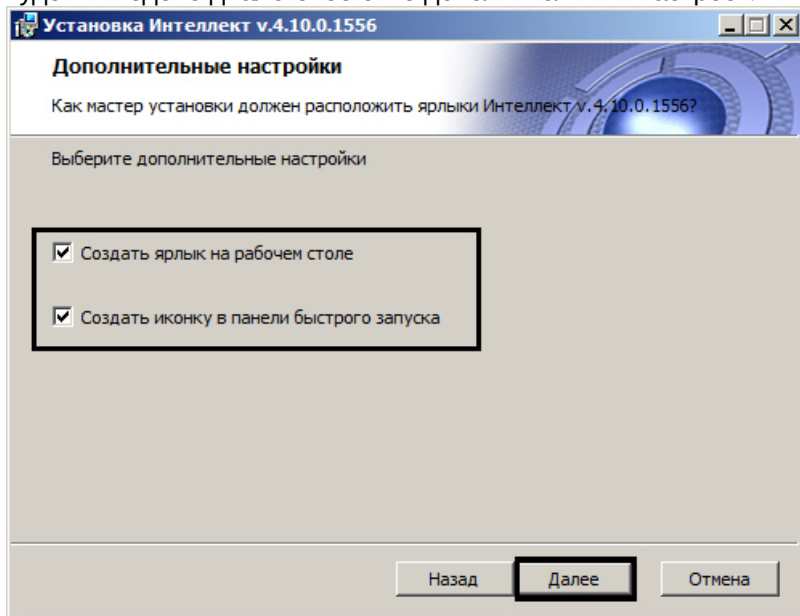 Установка Интеллект v.4.10.0.1556
Дополнительные настройки
Как мастер установки должен расположить ярлыки Интеллект v.4.10.0.1556?
Выберите дополнительные настройки
Создать ярлык на рабочем столе
Создать иконку в панели быстрого запуска
Назад Далее Отмена